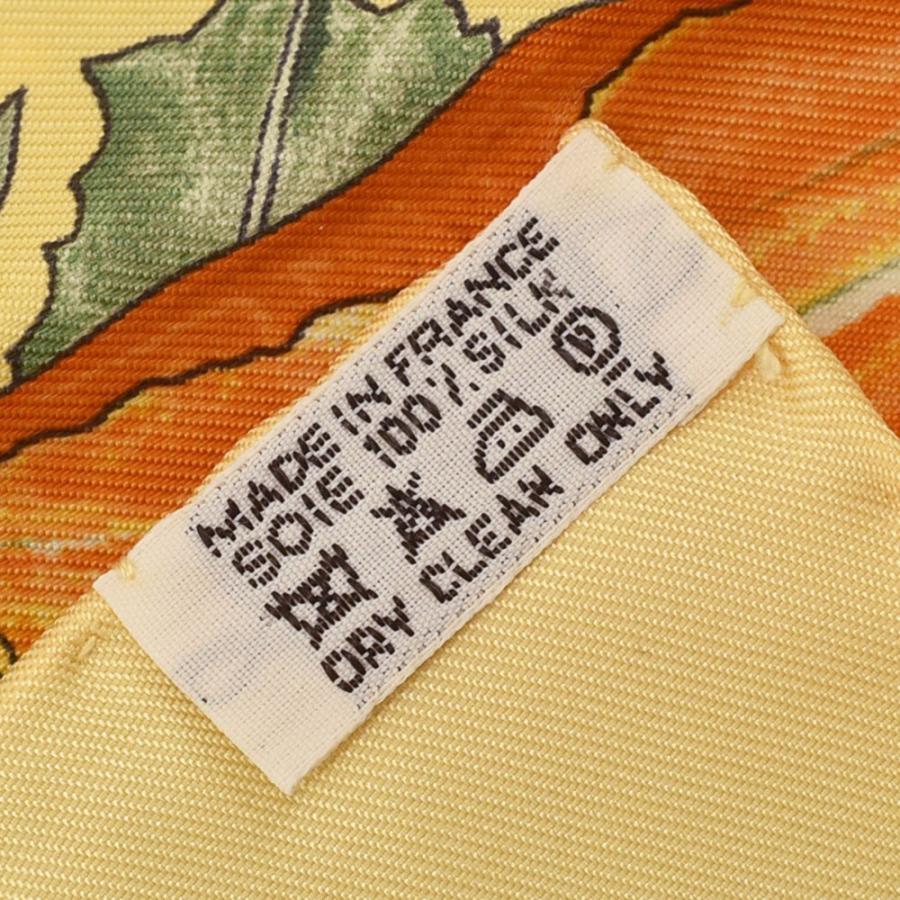 MADE IN FRANCE
SOIE 100% SILK
P
DRY CLEAN ONLY